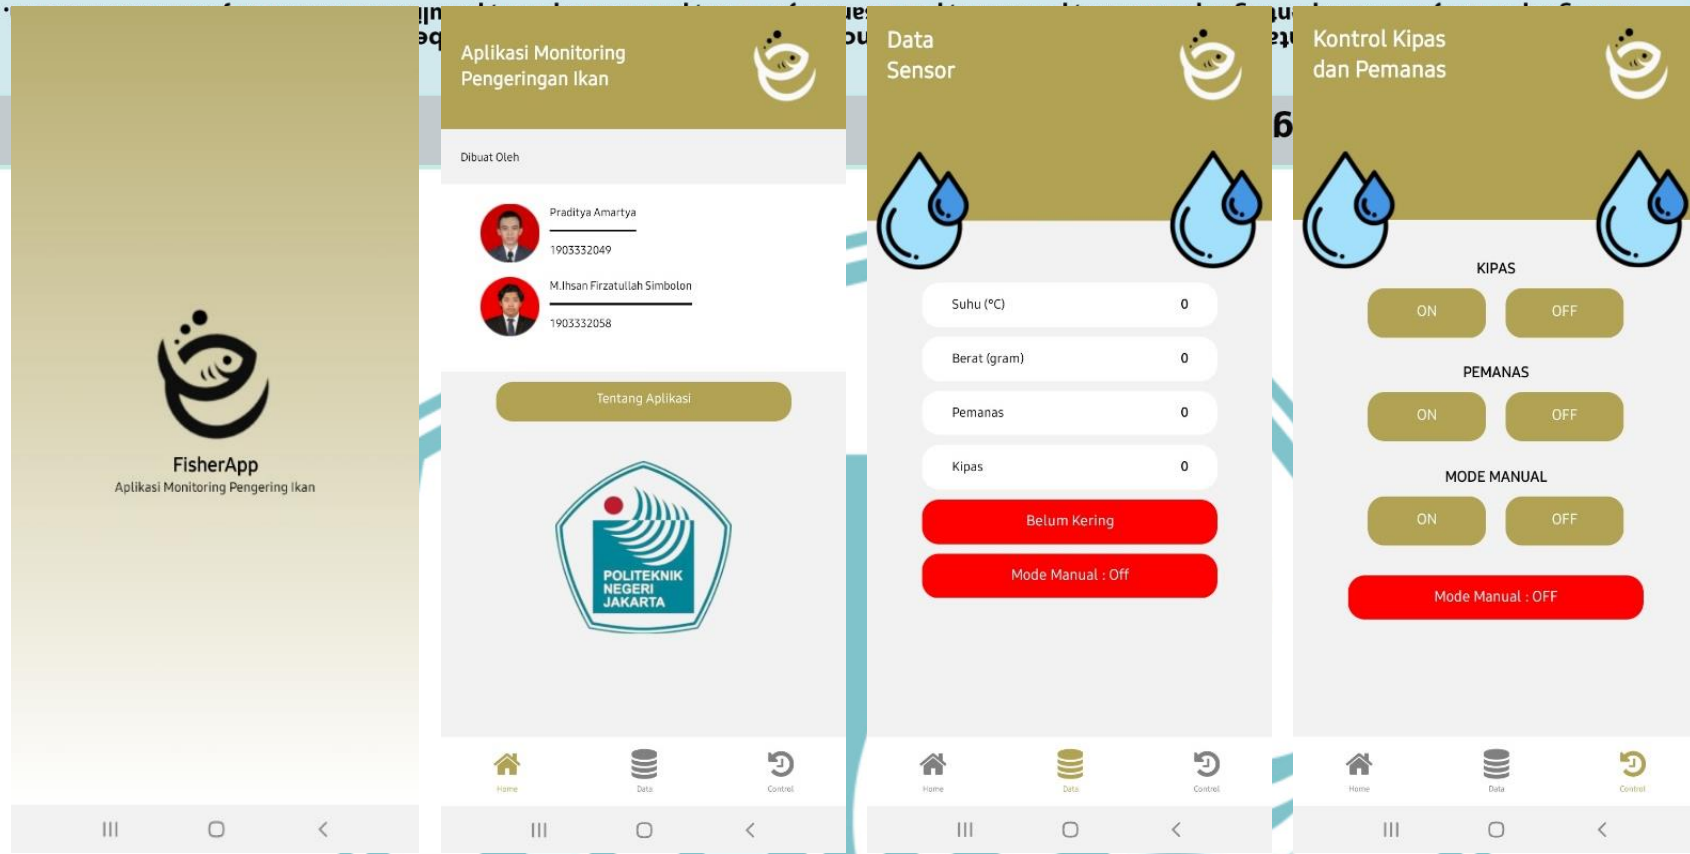 FisherApp
Aplikasi Monitoring Pengering Ikan
Aplikasi Monitoring
Pengeringan Ikan
Dibuat Oleh
Praditya Amartya
1903332049
M.Ihsan Firzatullah Simbolon
1903332058
Tentang Aplikasi
POLITEKNIK
NEGERI
JAKARTA
Home
Data
Control
Data
Sensor
Suhu (°C) 0
Berat (gram) 0
Pemanas 0
Kipas 0
Belum Kering
Mode Manual : Off
Home
Data
Control
Kontrol Kipas
dan Pemanas
KIPAS
ON OFF
PEMANAS
ON OFF
MODE MANUAL
ON OFF
Mode Manual : OFF
Home
Data
Control